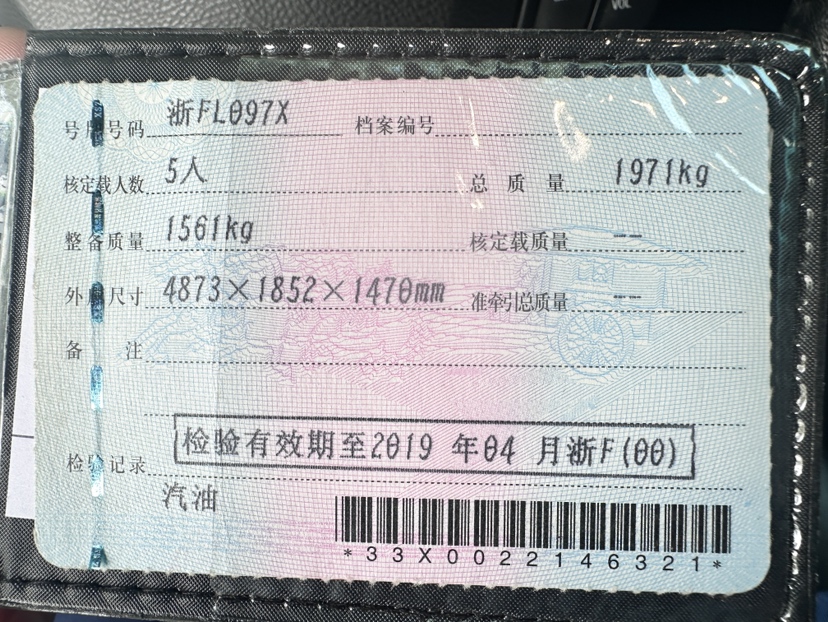 号牌号码 浙FL097X 档案编号
核定载人数 5人 总质量 1971kg
整备质量 1561kg 核定载质量 --
外廓尺寸 4873×1852×1470mm 准牵引总质量 --
备注
检验记录 检验有效期至2019 年04 月浙F(00)
汽油
*33X0022146321*